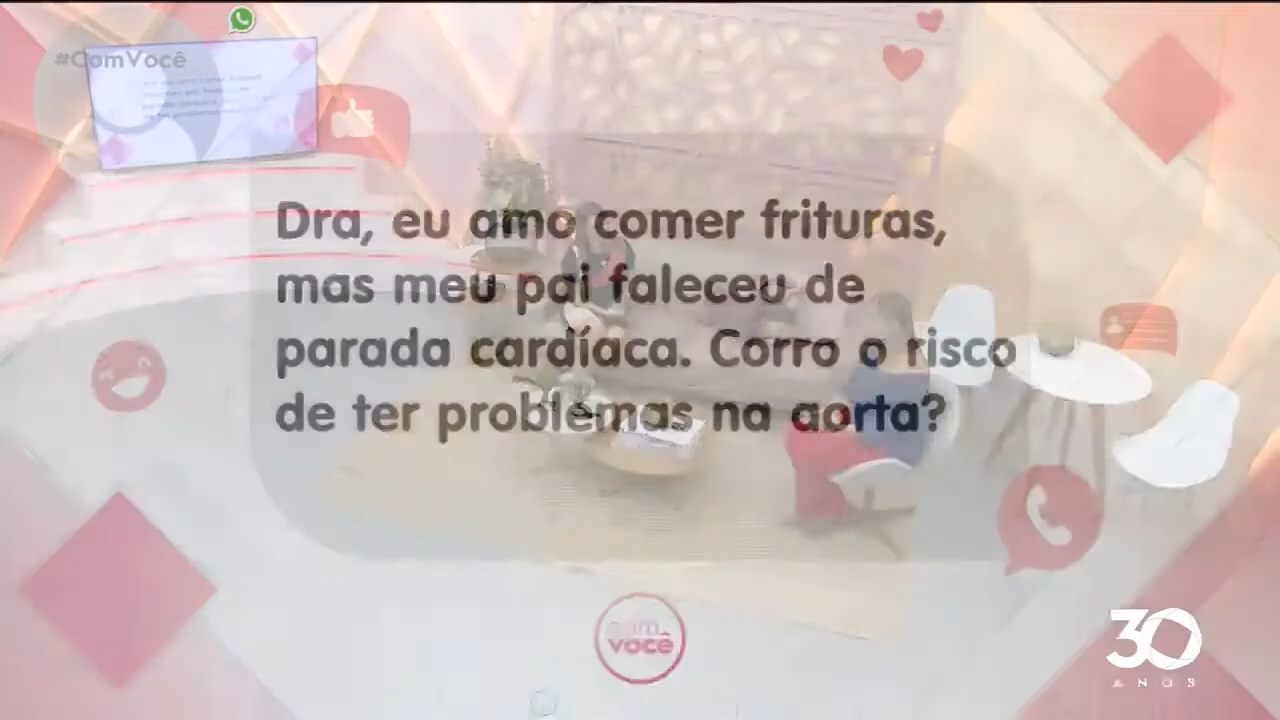 #ComVocê
Dra, eu amo comer frituras,
mas meu pai faleceu de
parada cardíaca. Corro o risco
de ter problemas na aorta?
com
você
30
ANOS